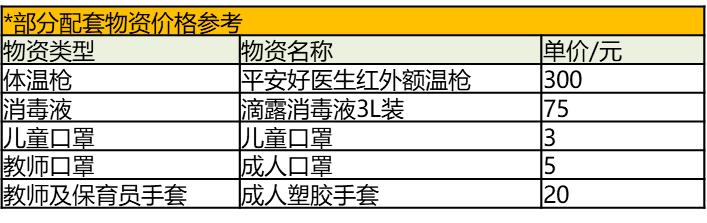 *部分配套物资价格参考
物资类型 物资名称 单价/元
体温枪 平安好医生红外额温枪 300
消毒液 滴露消毒液3L装 75
儿童口罩 儿童口罩 3
教师口罩 成人口罩 5
教师及保育员手套 成人塑胶手套 20